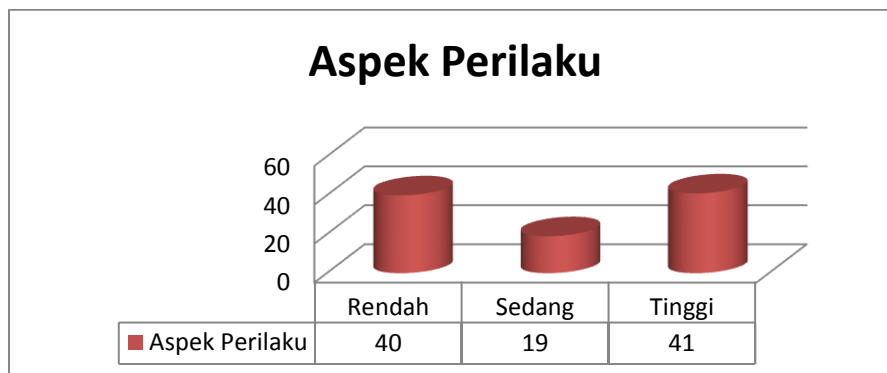 Aspek Perilaku
60
40
20
0
Rendah Sedang Tinggi
Aspek Perilaku 40 19 41